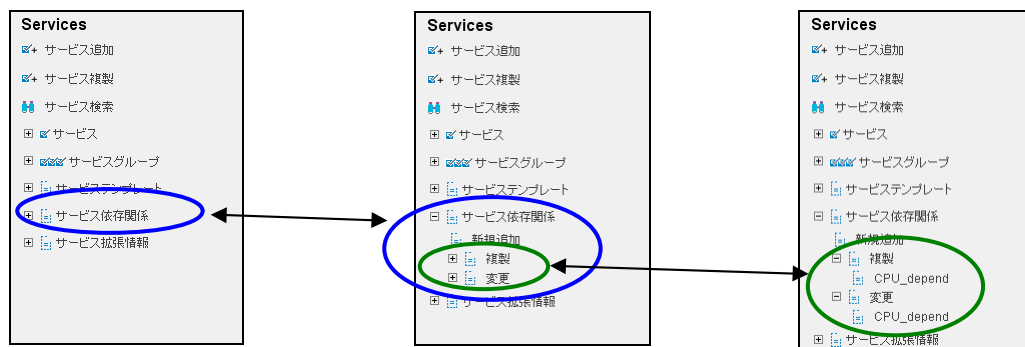 Services
サービス追加
サービス複製
サービス検索
サービス
サービスグループ
サービステンプレート
サービス依存関係
サービス拡張情報
Services
サービス追加
サービス複製
サービス検索
サービス
サービスグループ
サービステンプレート
サービス依存関係
新規追加
複製
変更
サービス拡張情報
Services
サービス追加
サービス複製
サービス検索
サービス
サービスグループ
サービステンプレート
サービス依存関係
新規追加
複製
CPU_depend
変更
CPU_depend
サービス拡張情報